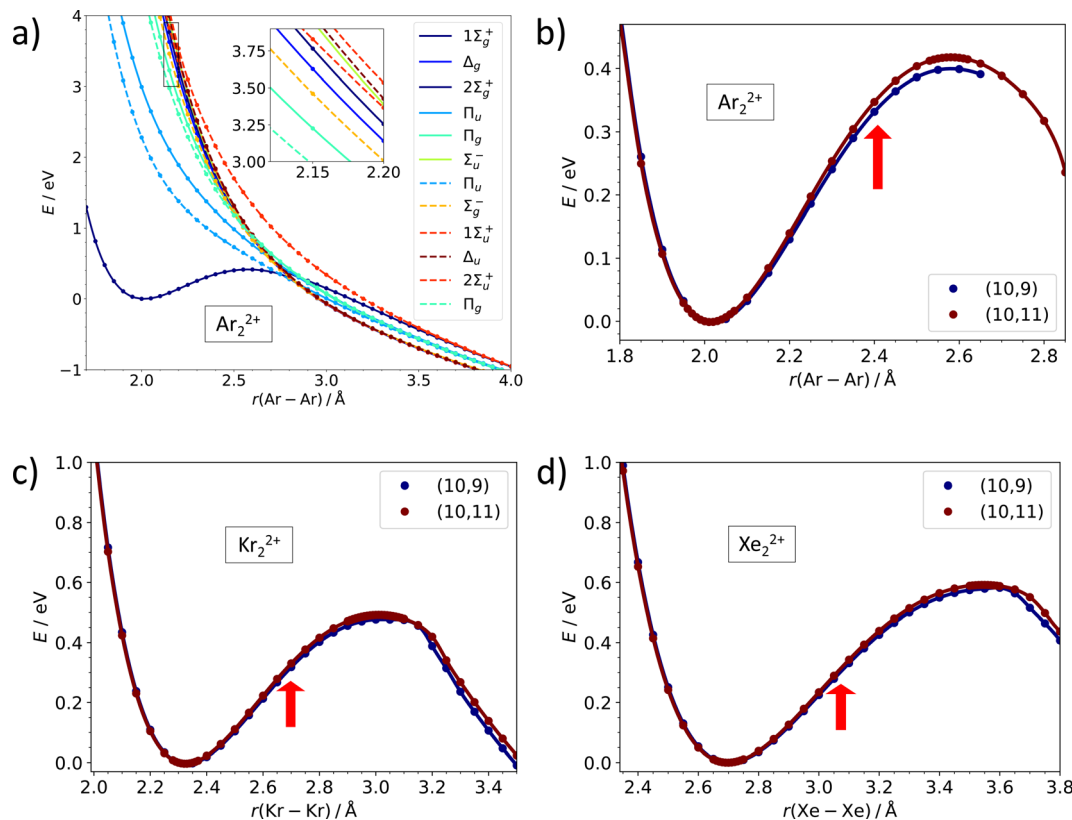 a)
E / eV
4
3
2
1
0
−1
2.0
2.5
3.0
3.5
4.0
r(Ar − Ar) / Å
Ar₂²⁺
3.75
3.50
3.25
3.00
2.15
2.20
1Σg⁺
Δg
2Σg⁺
Πu
Πg
Σu⁻
Πu
Σg⁻
1Σu⁺
Δu
2Σu⁺
Πg
b)
E / eV
0.4
0.3
0.2
0.1
0.0
1.8
2.0
2.2
2.4
2.6
2.8
r(Ar − Ar) / Å
Ar₂²⁺
(10,9)
(10,11)
c)
E / eV
1.0
0.8
0.6
0.4
0.2
0.0
2.0
2.2
2.4
2.6
2.8
3.0
3.2
3.4
r(Kr − Kr) / Å
Kr₂²⁺
(10,9)
(10,11)
d)
E / eV
1.0
0.8
0.6
0.4
0.2
0.0
2.4
2.6
2.8
3.0
3.2
3.4
3.6
3.8
r(Xe − Xe) / Å
Xe₂²⁺
(10,9)
(10,11)